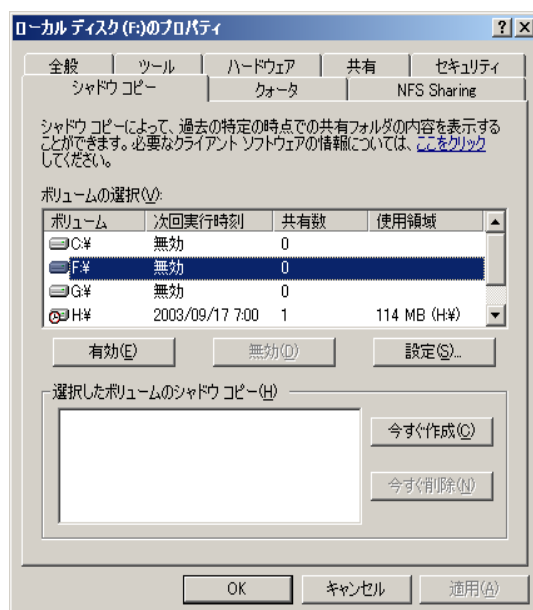 ローカル ディスク (F:)のプロパティ
全般 ツール ハードウェア 共有 セキュリティ
シャドウ コピー クォータ NFS Sharing
シャドウ コピーによって、過去の特定の時点での共有フォルダの内容を表示する
ことができます。必要なクライアント ソフトウェアの情報については、ここをクリック
してください。
ボリュームの選択(V):
ボリューム 次回実行時刻 共有数 使用領域
C:¥ 無効 0
F:¥ 無効 0
G:¥ 無効 0
H:¥ 2003/09/17 7:00 1 114 MB (H:¥)
有効(E) 無効(D) 設定(S)...
選択したボリュームのシャドウ コピー(H)
今すぐ作成(C)
今すぐ削除(N)
OK キャンセル 適用(A)